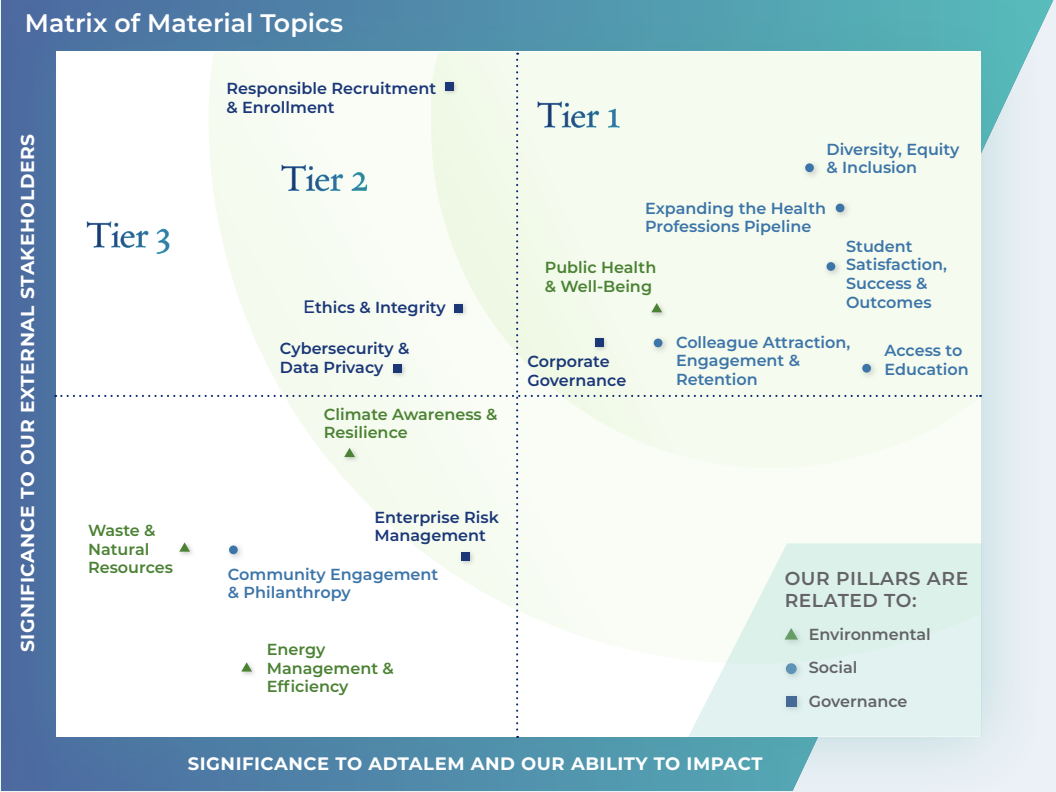 Matrix of Material Topics
SIGNIFICANCE TO OUR EXTERNAL STAKEHOLDERS
Responsible Recruitment
& Enrollment
Tier 1
Tier 2
Tier 3
Diversity, Equity
& Inclusion
Expanding the Health
Professions Pipeline
Student
Satisfaction,
Success &
Outcomes
Public Health
& Well-Being
Ethics & Integrity
Cybersecurity &
Data Privacy
Corporate
Governance
Colleague Attraction,
Engagement &
Retention
Access to
Education
Climate Awareness &
Resilience
Enterprise Risk
Management
Waste &
Natural
Resources
Community Engagement
& Philanthropy
Energy
Management &
Efficiency
OUR PILLARS ARE
RELATED TO:
Environmental
Social
Governance
SIGNIFICANCE TO ADTALEM AND OUR ABILITY TO IMPACT